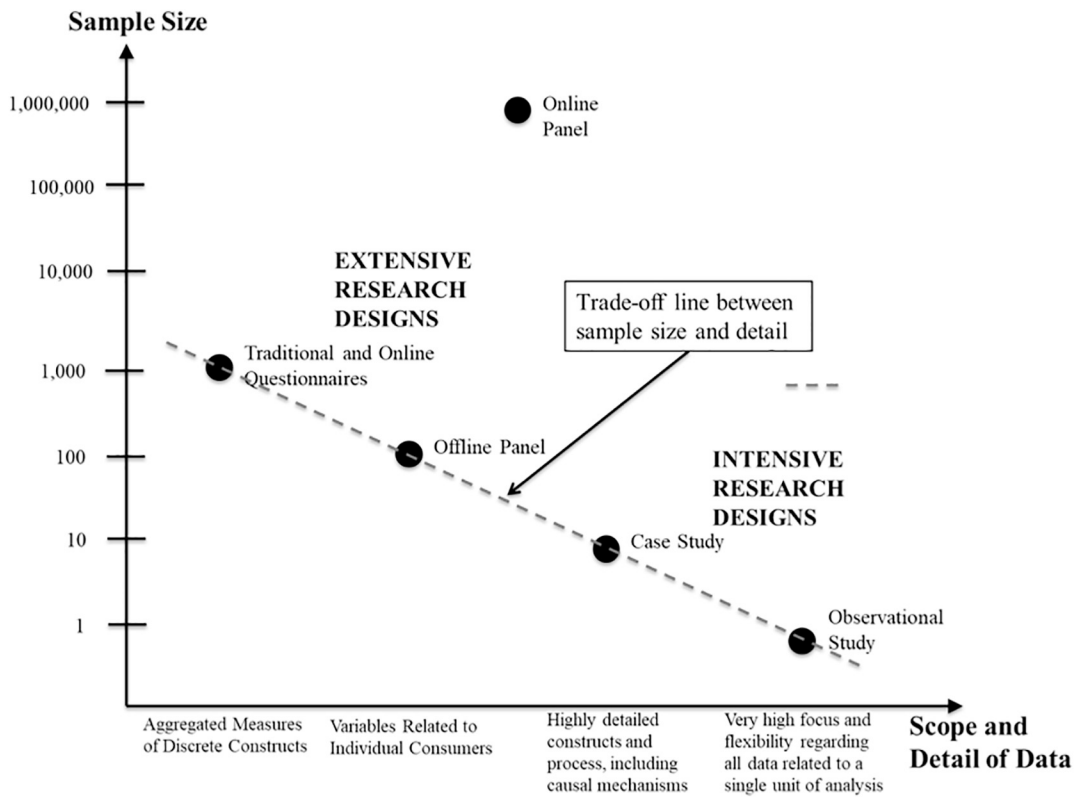 Sample Size
1,000,000
Online
Panel
100,000
10,000
EXTENSIVE
RESEARCH
DESIGNS
Trade-off line between
sample size and detail
Traditional and Online
Questionnaires
1,000
Offline Panel
100
INTENSIVE
RESEARCH
DESIGNS
10
Case Study
1
Observational
Study
Aggregated Measures
of Discrete Constructs
Variables Related to
Individual Consumers
Highly detailed
constructs and
process, including
causal mechanisms
Very high focus and
flexibility regarding
all data related to a
single unit of analysis
Scope and
Detail of Data